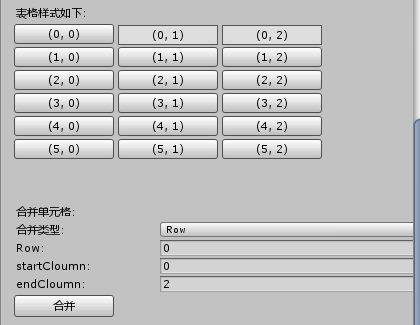 表格样式如下:
(0, 0) (0, 1) (0, 2)
(1, 0) (1, 1) (1, 2)
(2, 0) (2, 1) (2, 2)
(3, 0) (3, 1) (3, 2)
(4, 0) (4, 1) (4, 2)
(5, 0) (5, 1) (5, 2)
合并单元格:
合并类型: Row
Row: 0
startCloumn: 0
endCloumn: 2
合并